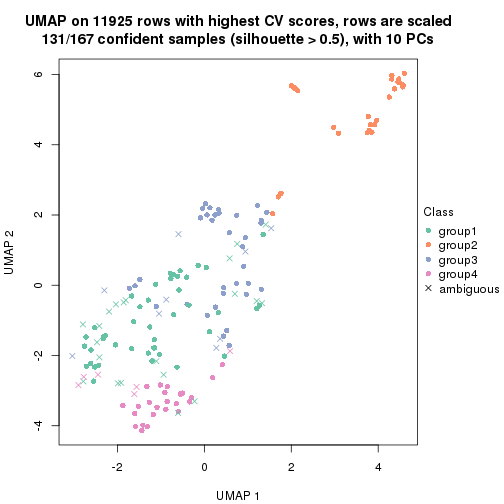 UMAP on 11925 rows with highest CV scores, rows are scaled
131/167 confident samples (silhouette > 0.5), with 10 PCs
6
4
2
0
-2
-4
UMAP 2
-2
0
2
4
UMAP 1
Class
group1
group2
group3
group4
ambiguous